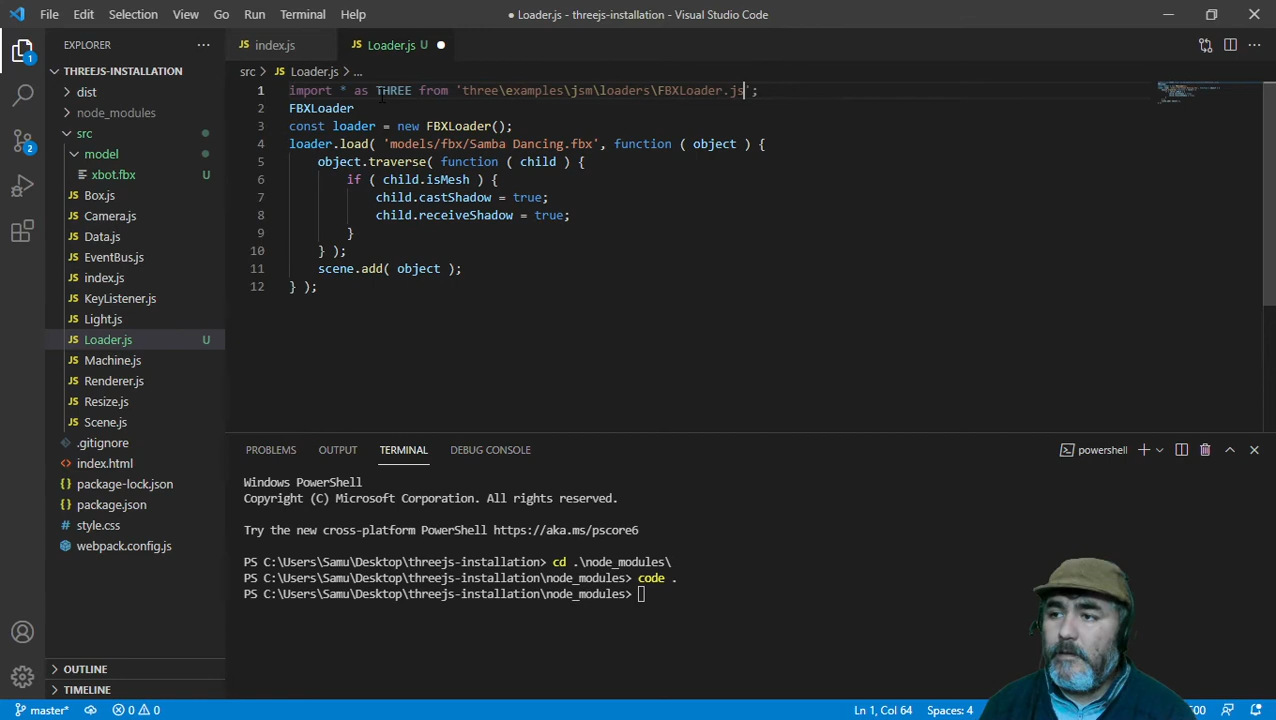 File Edit Selection View Go Run Terminal Help
● Loader.js - threejs-installation - Visual Studio Code
EXPLORER
JS index.js
JS Loader.js U
THREEJS-INSTALLATION
src > JS Loader.js > ...
dist
node_modules
src
model
xbot.fbx U
JS Box.js
JS Camera.js
JS Data.js
JS EventBus.js
JS index.js
JS KeyListener.js
JS Light.js
JS Loader.js U
JS Machine.js
JS Renderer.js
JS Resize.js
JS Scene.js
.gitignore
index.html
package-lock.json
package.json
style.css
webpack.config.js
OUTLINE
TIMELINE
1
2
1 import * as THREE from 'three\examples\jsm\loaders\FBXLoader.js';
2 FBXLoader
3 const loader = new FBXLoader();
4 loader.load( 'models/fbx/Samba Dancing.fbx', function ( object ) {
5 object.traverse( function ( child ) {
6 if ( child.isMesh ) {
7 child.castShadow = true;
8 child.receiveShadow = true;
9 }
10 } );
11 scene.add( object );
12 } );
PROBLEMS OUTPUT TERMINAL DEBUG CONSOLE
powershell
Windows PowerShell
Copyright (C) Microsoft Corporation. All rights reserved.
Try the new cross-platform PowerShell https://aka.ms/pscore6
PS C:\Users\Samu\Desktop\threejs-installation> cd .\node_modules\
PS C:\Users\Samu\Desktop\threejs-installation\node_modules> code .
PS C:\Users\Samu\Desktop\threejs-installation\node_modules>
master* 0 0
Ln 1, Col 64 Spaces: 4